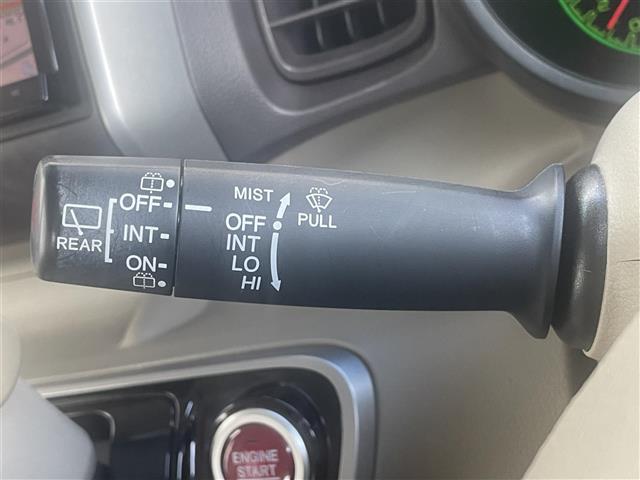 REAR
OFF
INT
ON
MIST
OFF
INT
LO
HI
PULL
ENGINE
START